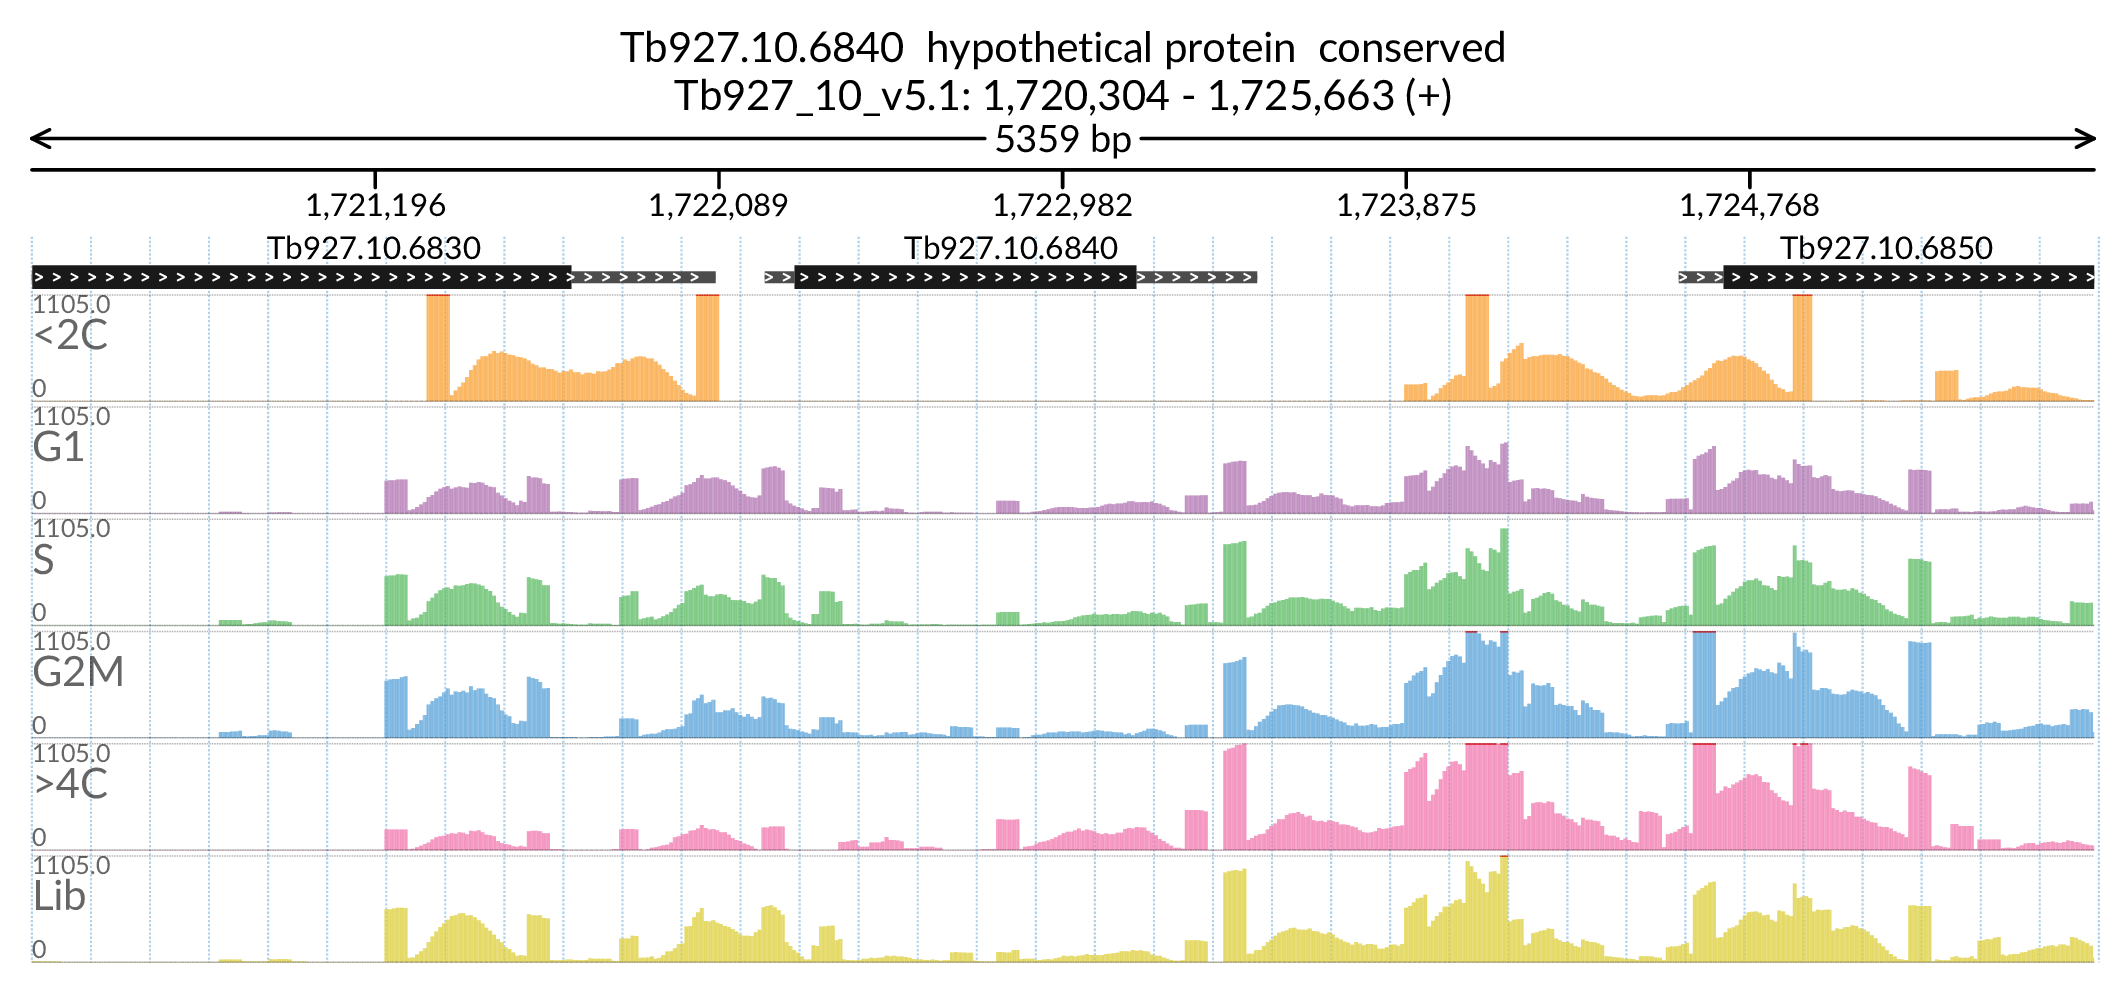 Tb927.10.6840  hypothetical protein  conserved
Tb927_10_v5.1: 1,720,304 - 1,725,663 (+)
5359 bp
1,721,196 1,722,089 1,722,982 1,723,875 1,724,768
Tb927.10.6830 Tb927.10.6840 Tb927.10.6850
1105.0
<2C
0
1105.0
G1
0
1105.0
S
0
1105.0
G2M
0
1105.0
>4C
0
1105.0
Lib
0